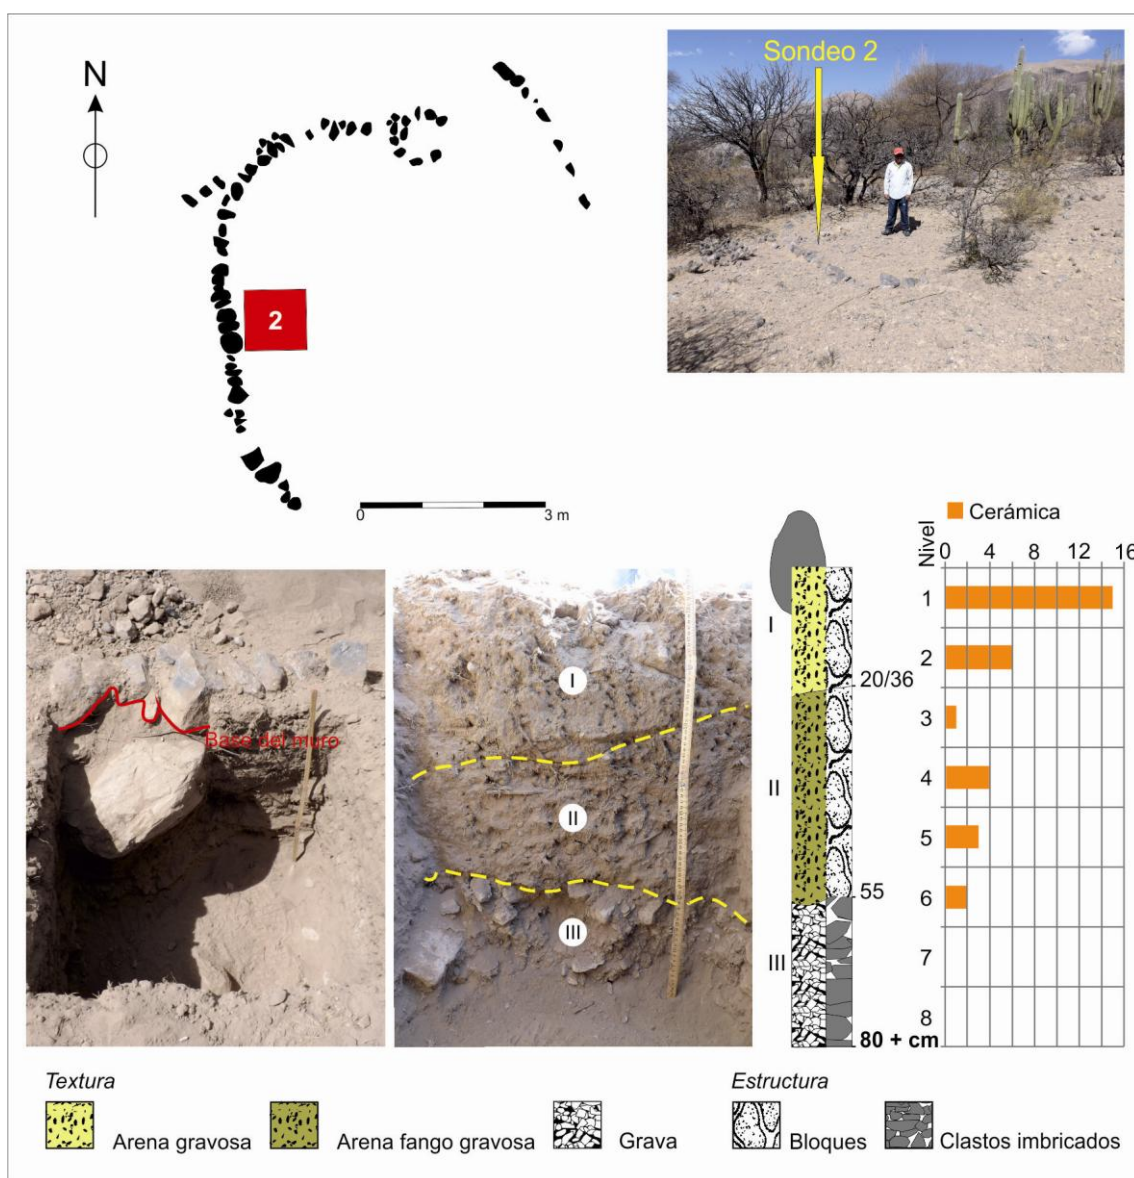 N
2
0 3 m
Sondeo 2
Base del muro
I
II
III
I
II
III
20/36
55
80 + cm
Cerámica
Nivel
0 4 8 12 16
1
2
3
4
5
6
7
8
Textura
Arena gravosa
Arena fango gravosa
Grava
Estructura
Bloques
Clastos imbricados